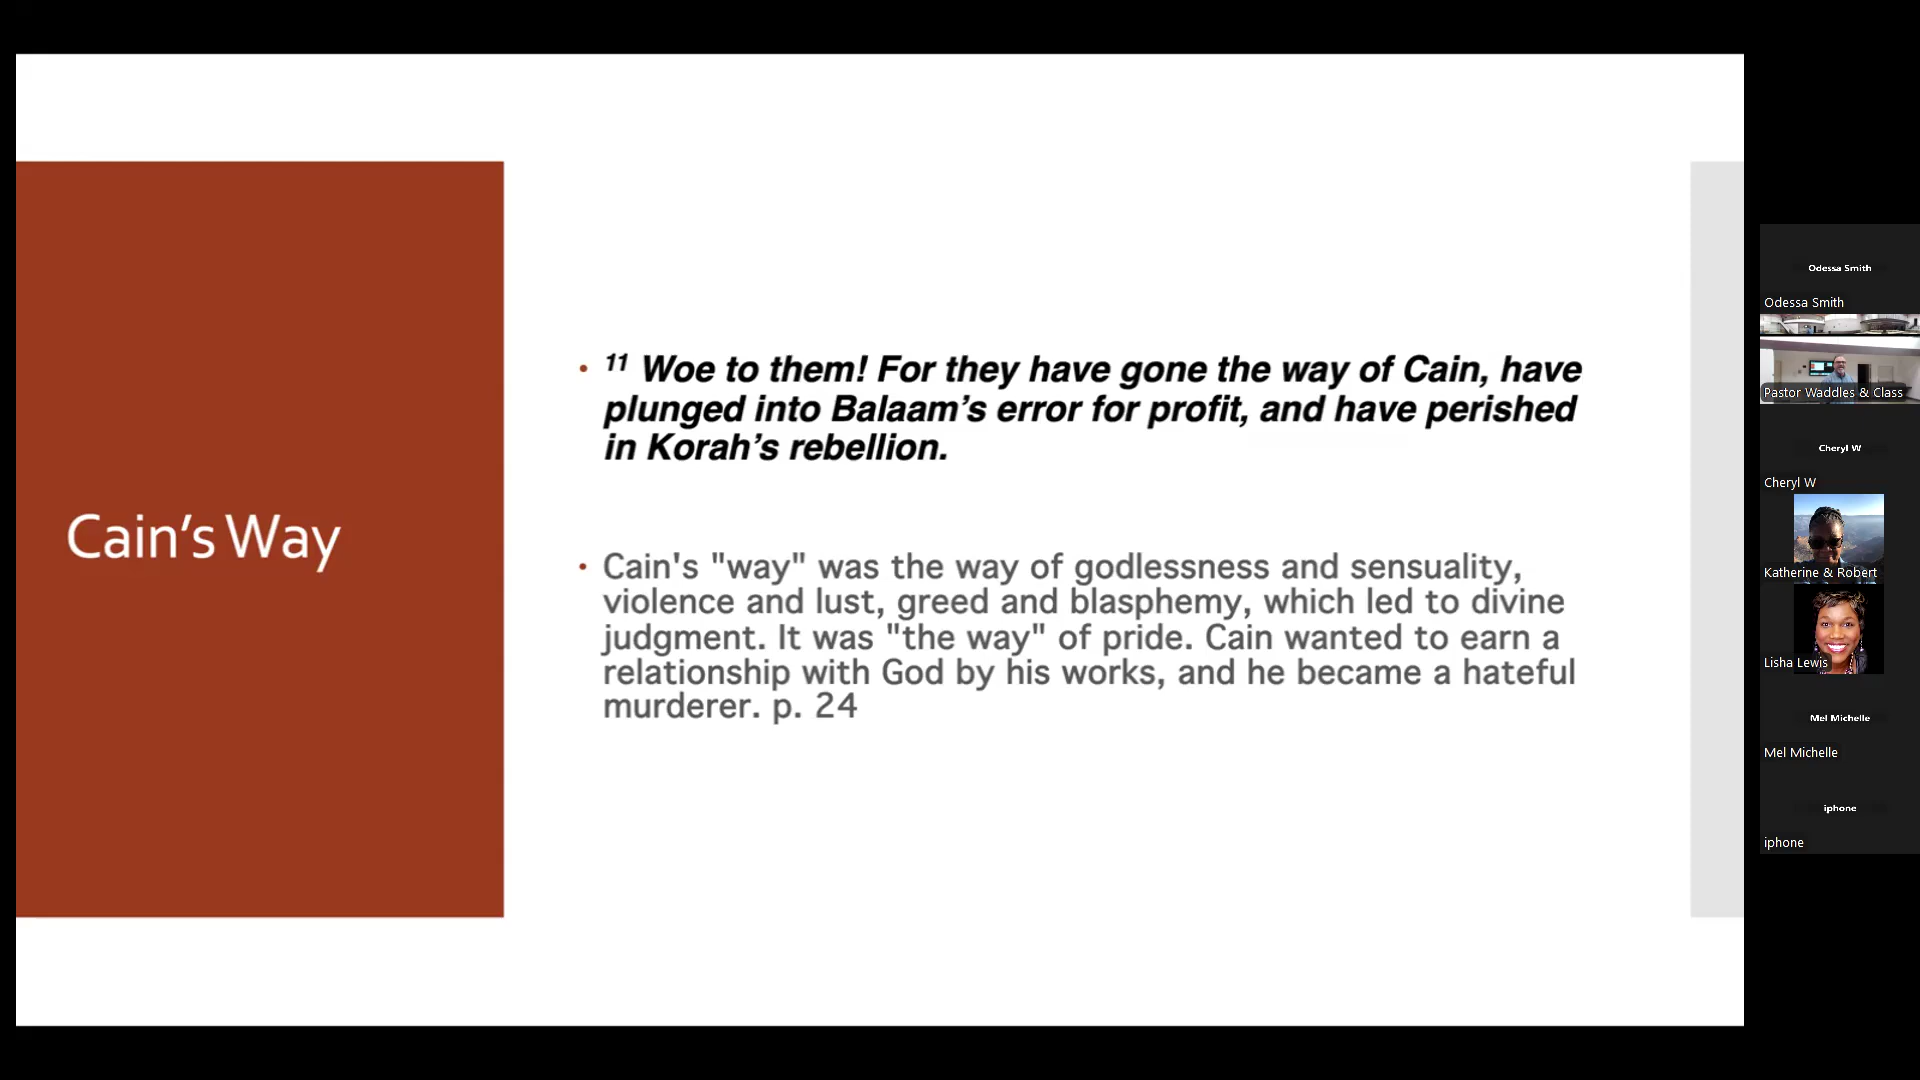 Cain’s Way
• 11 Woe to them! For they have gone the way of Cain, have
plunged into Balaam’s error for profit, and have perished
in Korah’s rebellion.
• Cain's "way" was the way of godlessness and sensuality,
violence and lust, greed and blasphemy, which led to divine
judgment. It was "the way" of pride. Cain wanted to earn a
relationship with God by his works, and he became a hateful
murderer. p. 24
Odessa Smith
Odessa Smith
Pastor Waddles & Class
Cheryl W
Cheryl W
Katherine & Robert
Lisha Lewis
Mel Michelle
Mel Michelle
iphone
iphone